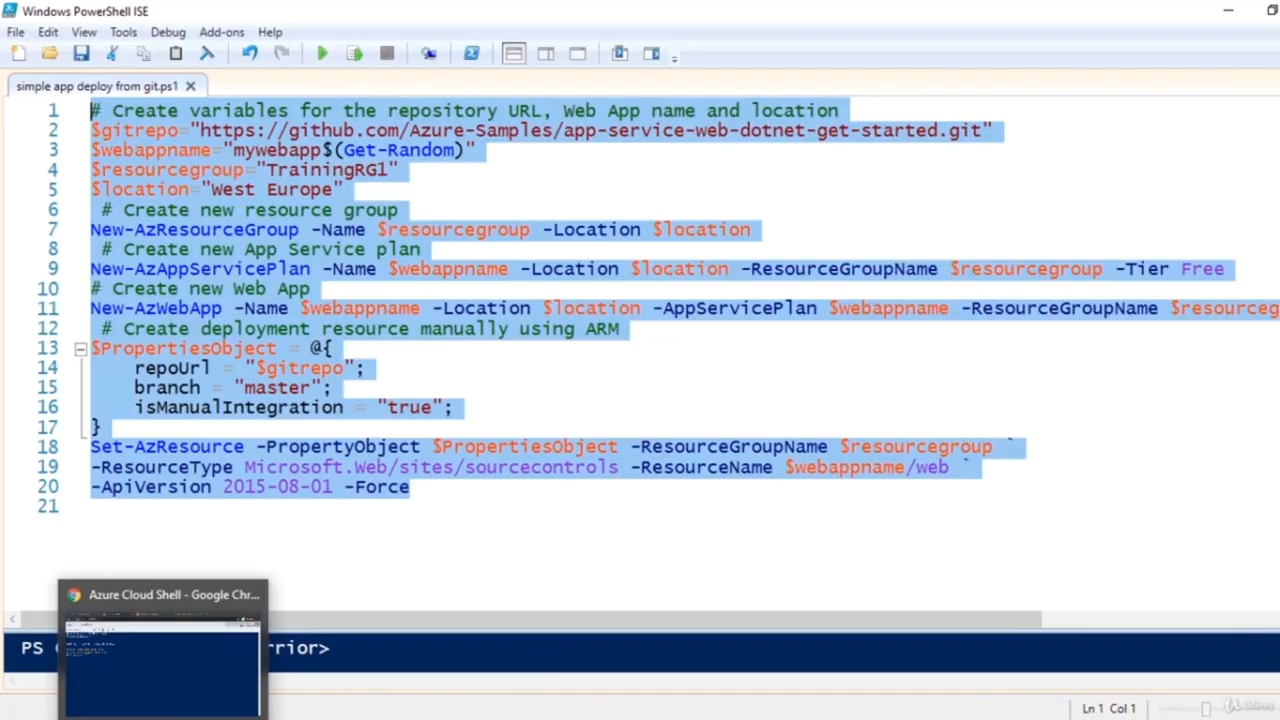 Windows PowerShell ISE
File Edit View Tools Debug Add-ons Help
simple app deploy from git.ps1
1 # Create variables for the repository URL, Web App name and location
2 $gitrepo="https://github.com/Azure-Samples/app-service-web-dotnet-get-started.git"
3 $webappname="mywebapp$(Get-Random)"
4 $resourcegroup="TrainingRG1"
5 $location="West Europe"
6 # Create new resource group
7 New-AzResourceGroup -Name $resourcegroup -Location $location
8 # Create new App Service plan
9 New-AzAppServicePlan -Name $webappname -Location $location -ResourceGroupName $resourcegroup -Tier Free
10 # Create new Web App
11 New-AzWebApp -Name $webappname -Location $location -AppServicePlan $webappname -ResourceGroupName $resourceg
12 # Create deployment resource manually using ARM
13 $PropertiesObject = @{
14 repoUrl = "$gitrepo";
15 branch = "master";
16 isManualIntegration = "true";
17 }
18 Set-AzResource -PropertyObject $PropertiesObject -ResourceGroupName $resourcegroup `
19 -ResourceType Microsoft.Web/sites/sourcecontrols -ResourceName $webappname/web `
20 -ApiVersion 2015-08-01 -Force
21
Azure Cloud Shell - Google Chr...
PS rrior>
Ln 1 Col 1
Udemy